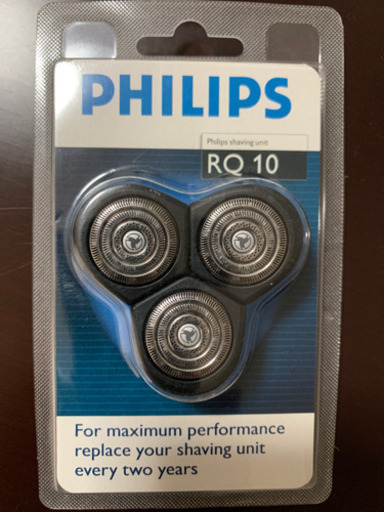 PHILIPS
Philips shaving unit
RQ 10
For maximum performance
replace your shaving unit
every two years